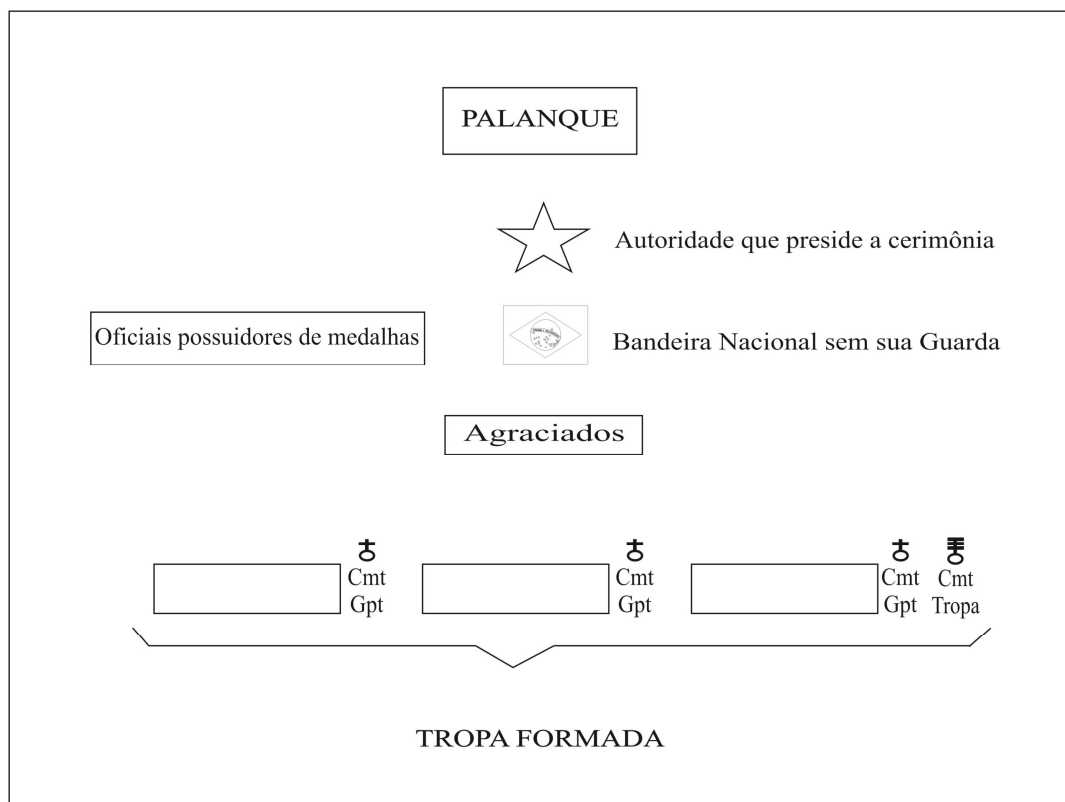 PALANQUE
Autoridade que preside a cerimônia
Oficiais possuidores de medalhas
Bandeira Nacional sem sua Guarda
Agraciados
Cmt
Gpt
Cmt
Gpt
Cmt
Gpt
Cmt
Tropa
TROPA FORMADA